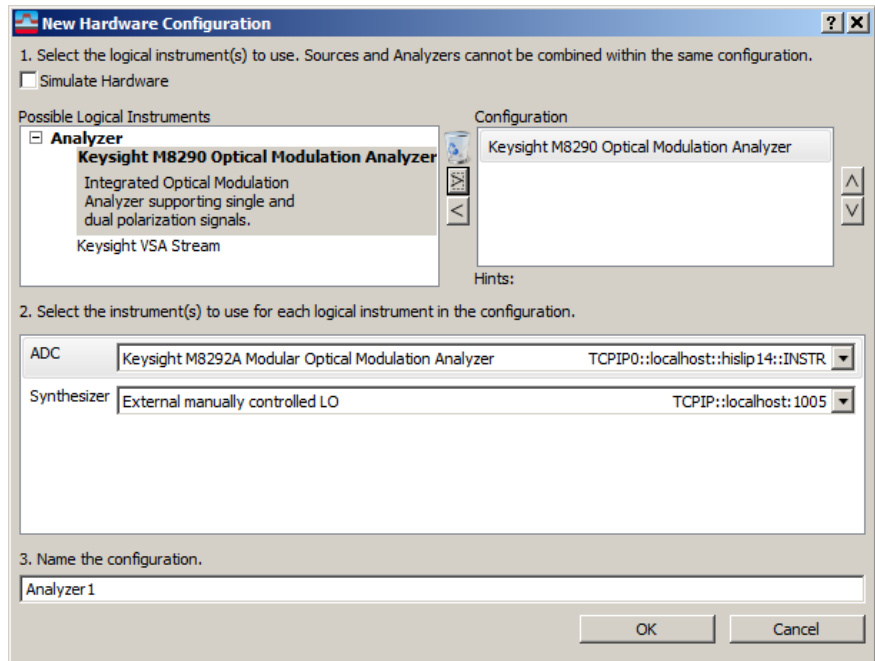 New Hardware Configuration
1. Select the logical instrument(s) to use. Sources and Analyzers cannot be combined within the same configuration.
Simulate Hardware
Possible Logical Instruments
Analyzer
Keysight M8290 Optical Modulation Analyzer
Integrated Optical Modulation
Analyzer supporting single and
dual polarization signals.
Keysight VSA Stream
Configuration
Keysight M8290 Optical Modulation Analyzer
Hints:
2. Select the instrument(s) to use for each logical instrument in the configuration.
ADC Keysight M8292A Modular Optical Modulation Analyzer TCPIP0::localhost::hislip14::INSTR
Synthesizer External manually controlled LO TCPIP::localhost:1005
3. Name the configuration.
Analyzer1
OK Cancel